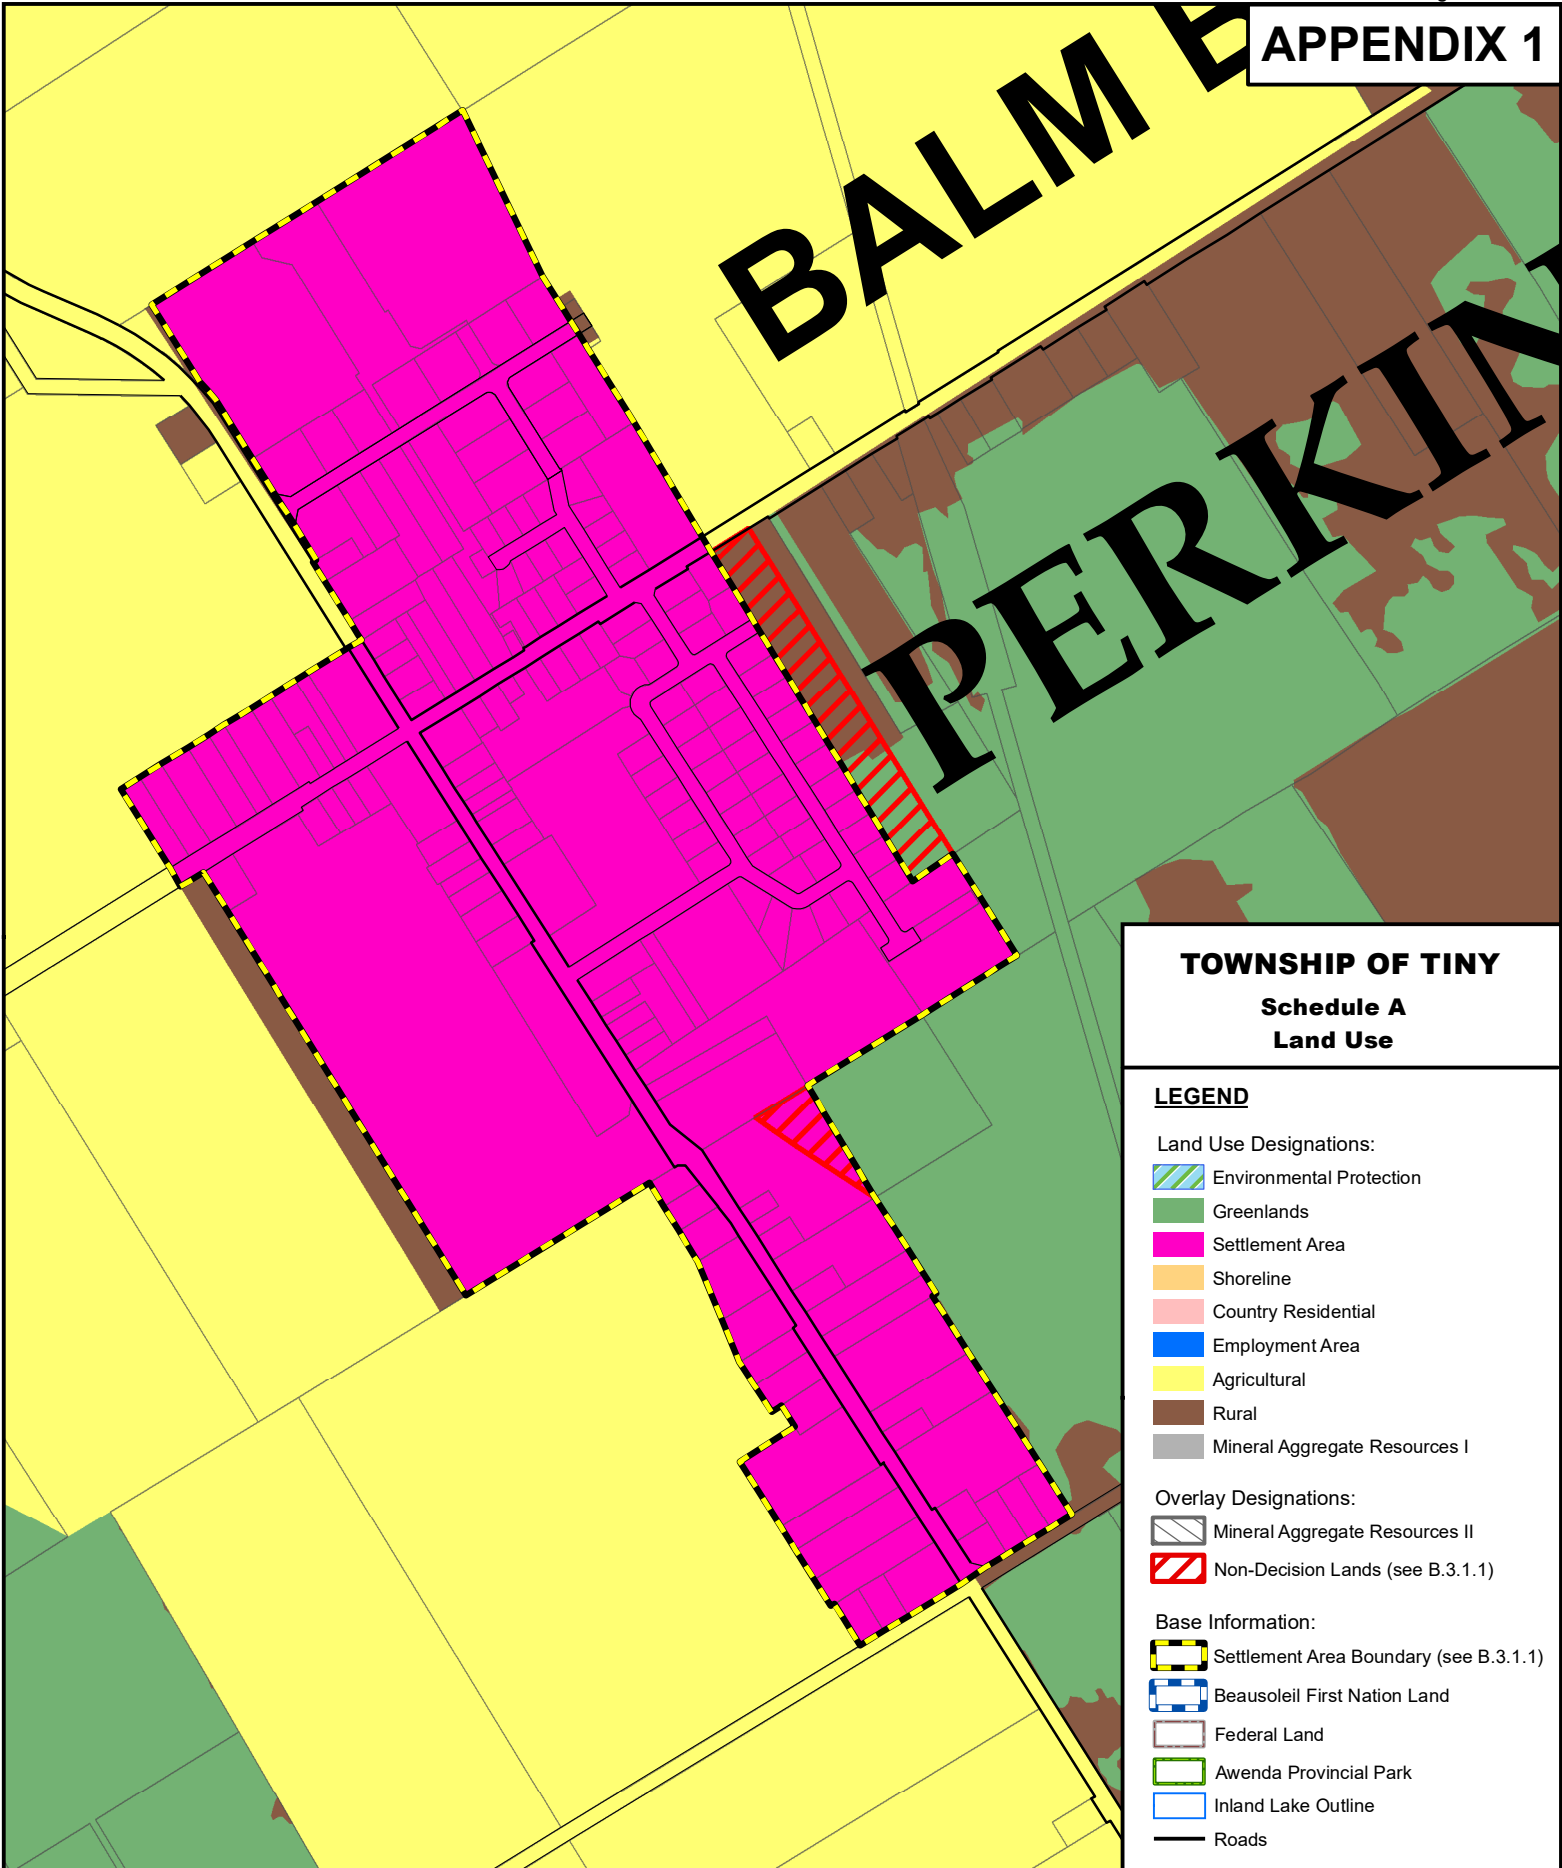 APPENDIX 1
BALM
TOWNSHIP OF TINY
Schedule A
Land Use
LEGEND
Land Use Designations:
Environmental Protection
Greenlands
Settlement Area
Shoreline
Country Residential
Employment Area
Agricultural
Rural
Mineral Aggregate Resources I
Overlay Designations:
Mineral Aggregate Resources II
Non-Decision Lands (see B.3.1.1)
Base Information:
Settlement Area Boundary (see B.3.1.1)
Beausoleil First Nation Land
Federal Land
Awenda Provincial Park
Inland Lake Outline
Roads